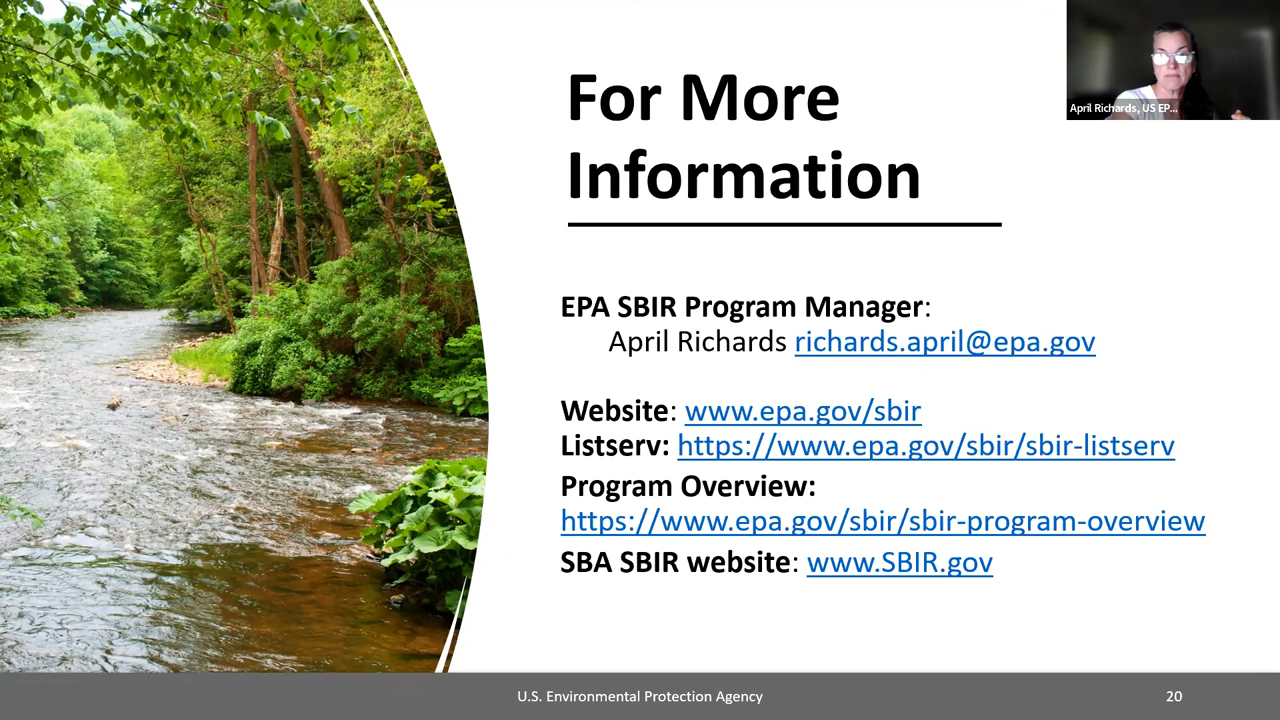 For More
Information
April Richards, US EP...
EPA SBIR Program Manager:
April Richards richards.april@epa.gov
Website: www.epa.gov/sbir
Listserv: https://www.epa.gov/sbir/sbir-listserv
Program Overview:
https://www.epa.gov/sbir/sbir-program-overview
SBA SBIR website: www.SBIR.gov
U.S. Environmental Protection Agency
20